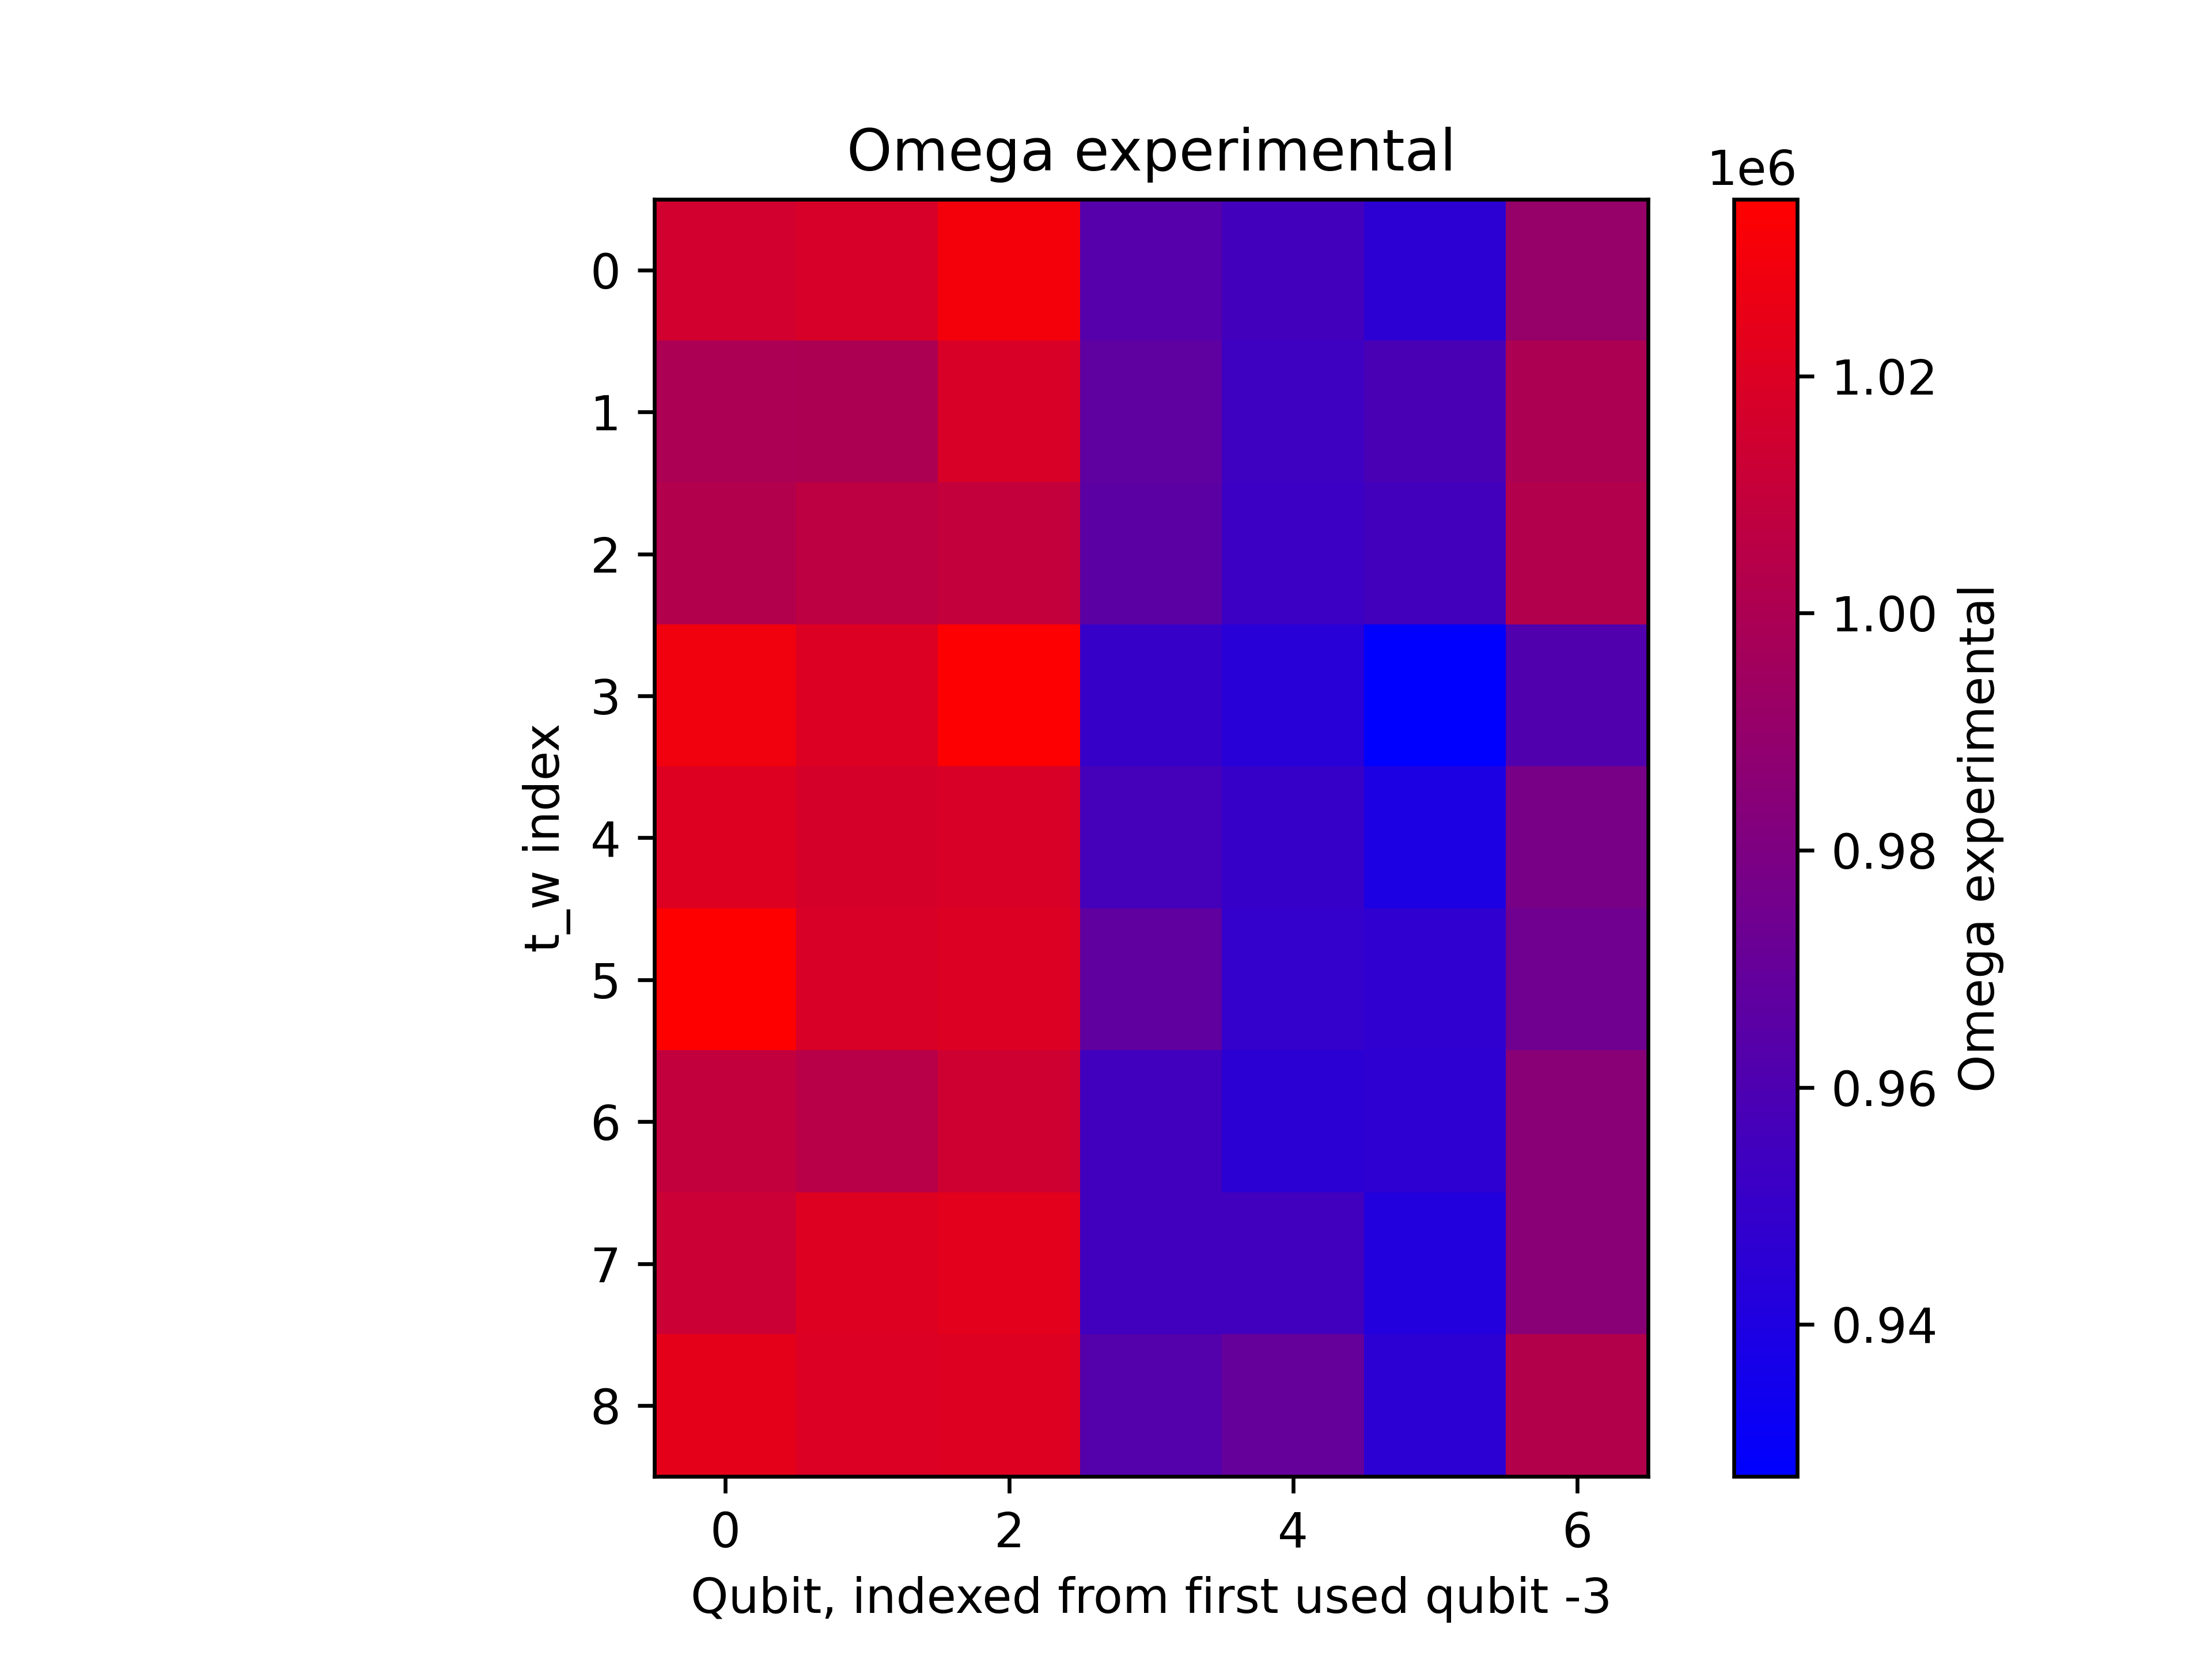 Omega experimental
1e6
0
1
2
3
4
5
6
7
8
t_w index
0 2 4 6
Qubit, indexed from first used qubit -3
1.02
1.00
0.98
0.96
0.94
Omega experimental